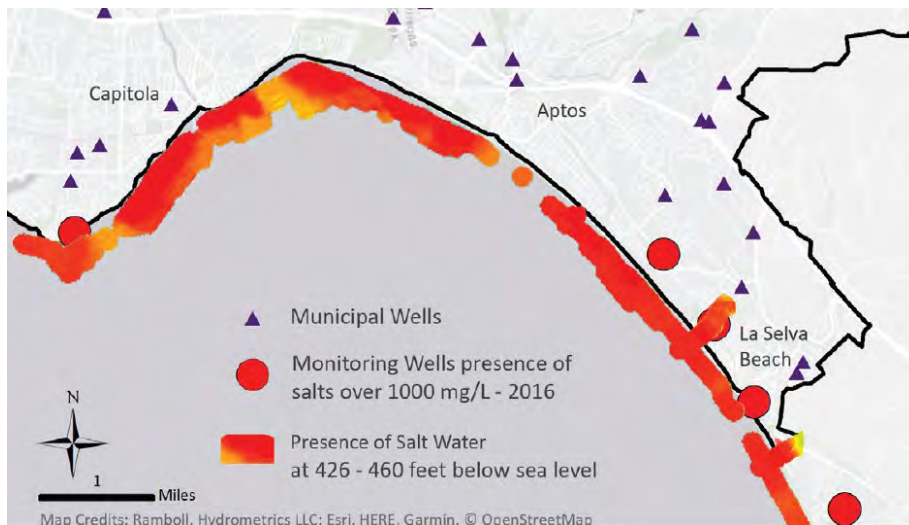 Capitola
Aptos
Municipal Wells
La Selva
Beach
Monitoring Wells presence of
salts over 1000 mg/L - 2016
N
Presence of Salt Water
at 426 - 460 feet below sea level
1
Miles
Map Credits: Ramboll, Hydrometrics LLC; Esri, HERE, Garmin, © OpenStreetMap